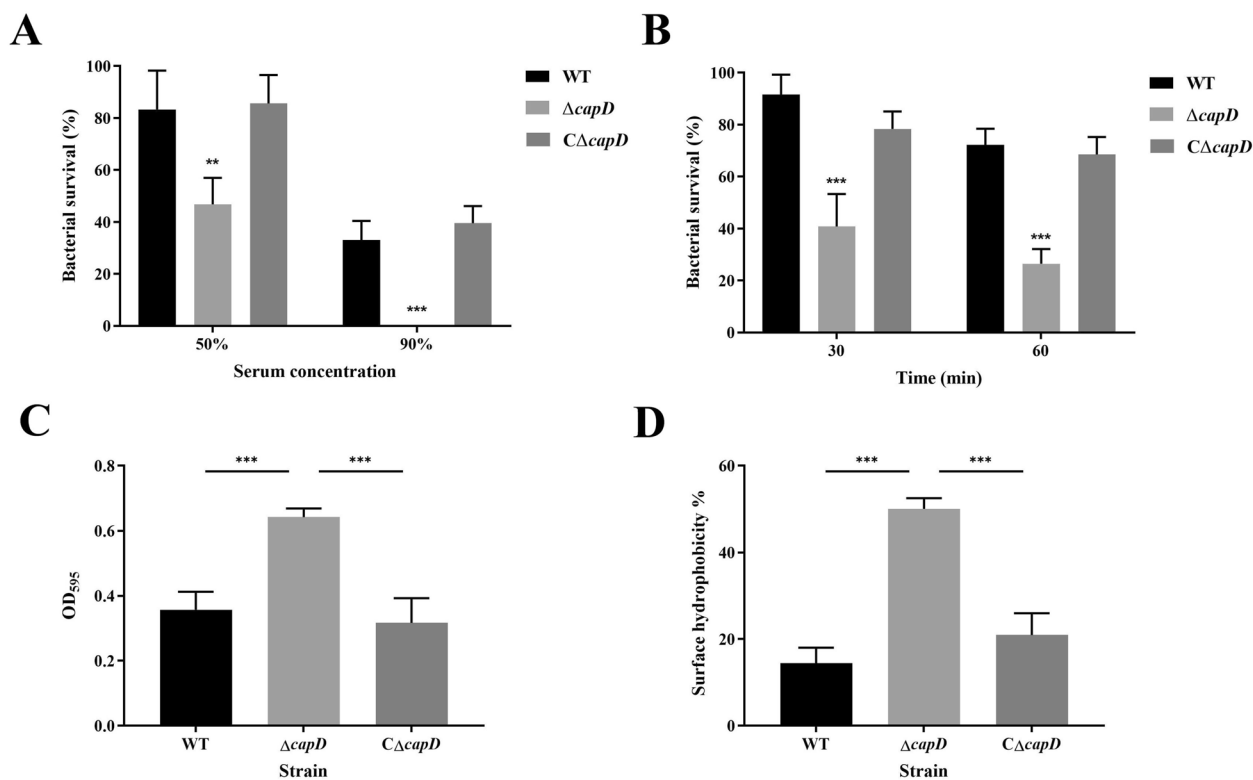 A
Bacterial survival (%)
100
80
60
40
20
0
**
***
50%
90%
Serum concentration
WT
ΔcapD
CΔcapD
B
Bacterial survival (%)
100
80
60
40
20
0
***
***
30
60
Time (min)
WT
ΔcapD
CΔcapD
C
OD595
0.8
0.6
0.4
0.2
0.0
***
***
WT
ΔcapD
CΔcapD
Strain
D
Surface hydrophobicity %
60
40
20
0
***
***
WT
ΔcapD
CΔcapD
Strain